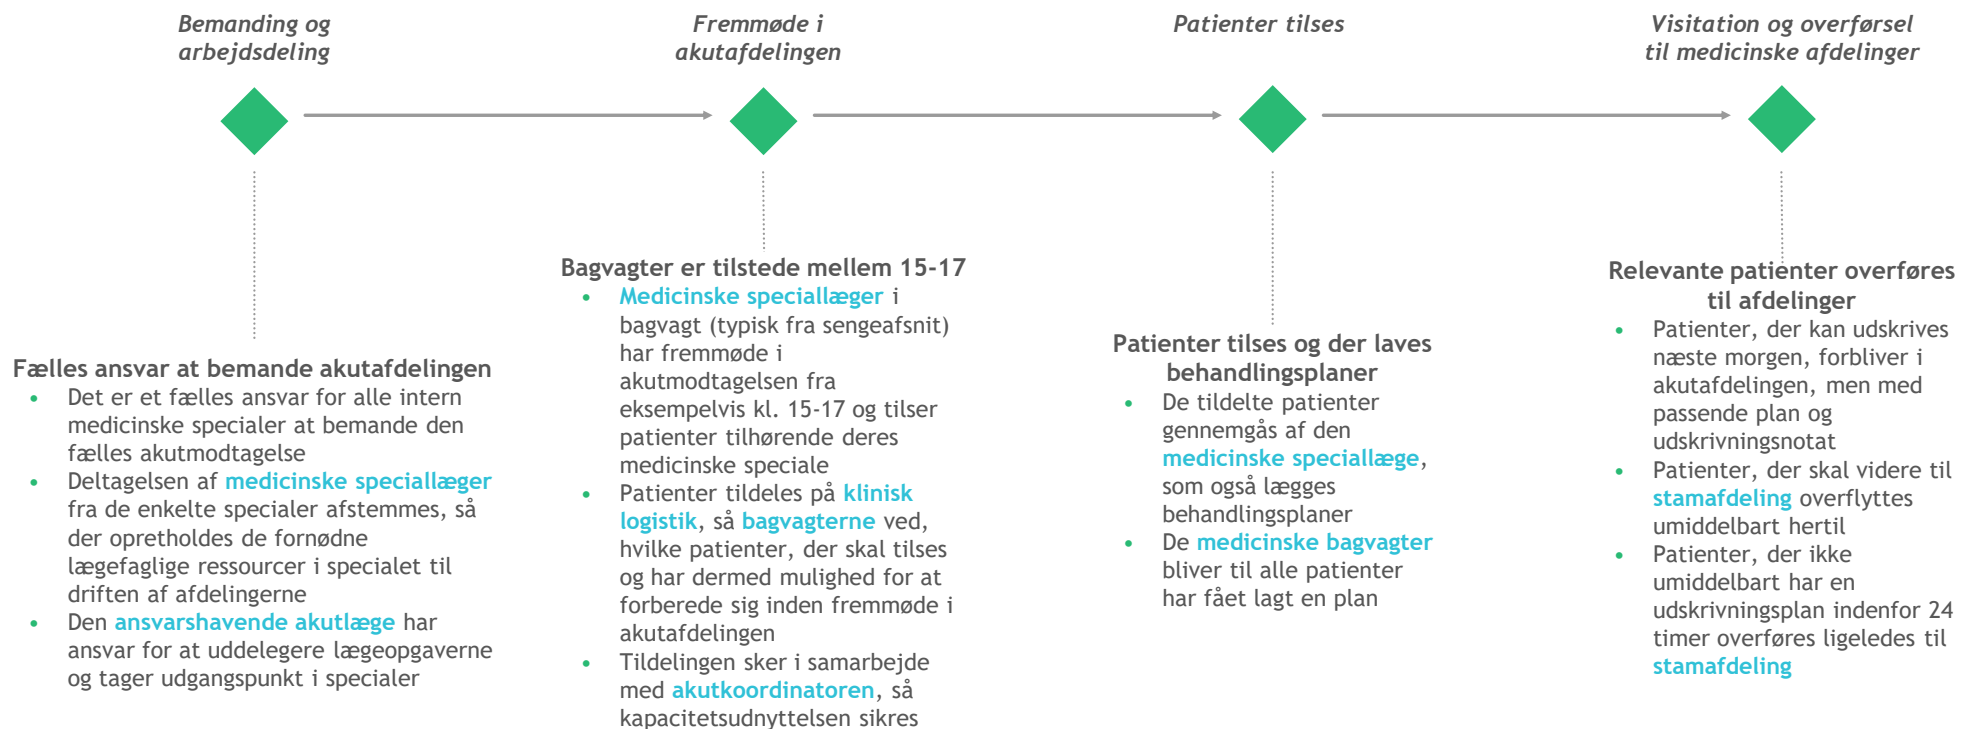 Bemanding og
arbejdsdeling
Fremmøde i
akutafdelingen
Patienter tilses
Visitation og overførsel
til medicinske afdelinger
Fælles ansvar at bemande akutafdelingen
• Det er et fælles ansvar for alle intern
medicinske specialer at bemande den
fælles akutmodtagelse
• Deltagelsen af medicinske speciallæger
fra de enkelte specialer afstemmes, så
der opretholdes de fornødne
lægefaglige ressourcer i specialet til
driften af afdelingerne
• Den ansvarshavende akutlæge har
ansvar for at uddelegere lægeopgaverne
og tager udgangspunkt i specialer
Bagvagter er tilstede mellem 15-17
• Medicinske speciallæger i
bagvagt (typisk fra sengeafsnit)
har fremmøde i
akutmodtagelsen fra
eksempelvis kl. 15-17 og tilser
patienter tilhørende deres
medicinske speciale
• Patienter tildeles på klinisk
logistik, så bagvagterne ved,
hvilke patienter, der skal tilses
og har dermed mulighed for at
forberede sig inden fremmøde i
akutafdelingen
• Tildelingen sker i samarbejde
med akutkoordinatoren, så
kapacitetsudnyttelsen sikres
Patienter tilses og der laves
behandlingsplaner
• De tildelte patienter
gennemgås af den
medicinske speciallæge,
som også lægges
behandlingsplaner
• De medicinske bagvagter
bliver til alle patienter
har fået lagt en plan
Relevante patienter overføres
til afdelinger
• Patienter, der kan udskrives
næste morgen, forbliver i
akutafdelingen, men med
passende plan og
udskrivningsnotat
• Patienter, der skal videre til
stamafdeling overflyttes
umiddelbart hertil
• Patienter, der ikke
umiddelbart har en
udskrivningsplan indenfor 24
timer overføres ligeledes til
stamafdeling